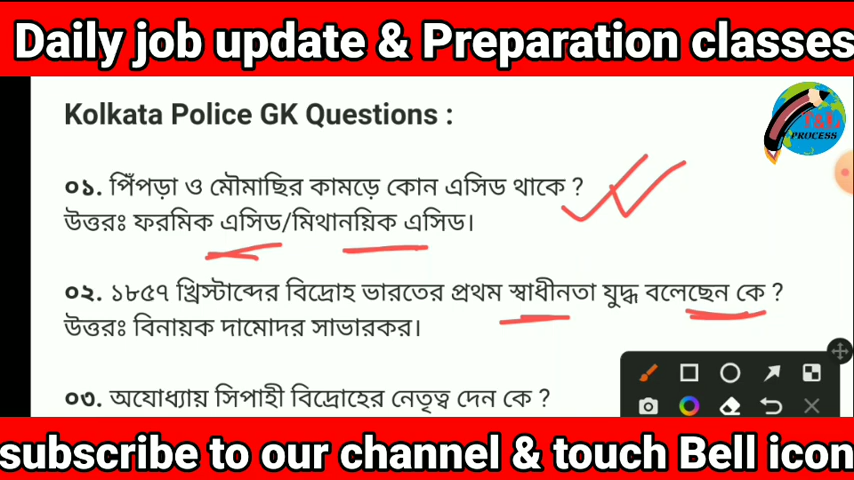 Daily job update & Preparation classes
Kolkata Police GK Questions :
T&L
PROCESS
০১. পিঁপড়া ও মৌমাছির কামড়ে কোন এসিড থাকে ?
উত্তরঃ ফরমিক এসিড/মিথানয়িক এসিড।
০২. ১৮৫৭ খ্রিস্টাব্দের বিদ্রোহ ভারতের প্রথম স্বাধীনতা যুদ্ধ বলেছেন কে ?
উত্তরঃ বিনায়ক দামোদর সাভারকর।
০৩. অযোধ্যায় সিপাহী বিদ্রোহের নেতৃত্ব দেন কে ?
subscribe to our channel & touch Bell icon